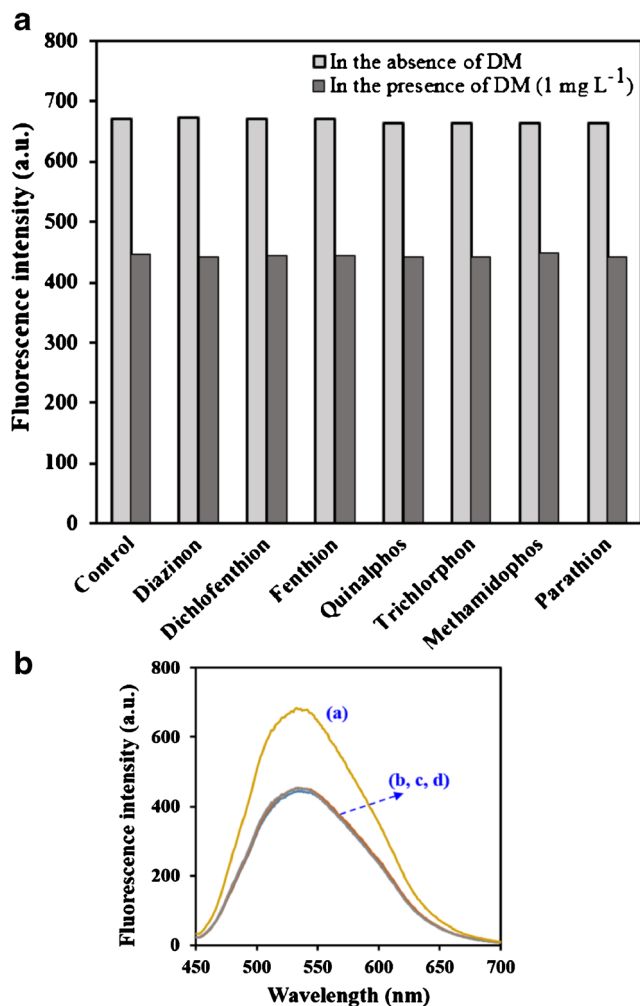 a
800
700
600
500
400
300
200
100
0
Fluorescence intensity (a.u.)
In the absence of DM
In the presence of DM (1 mg L⁻¹)
Control
Diazinon
Dichlofenthion
Fenthion
Quinalphos
Trichlorphon
Methamidophos
Parathion
b
800
600
400
200
0
Fluorescence intensity (a.u.)
(a)
(b, c, d)
450
500
550
600
650
700
Wavelength (nm)